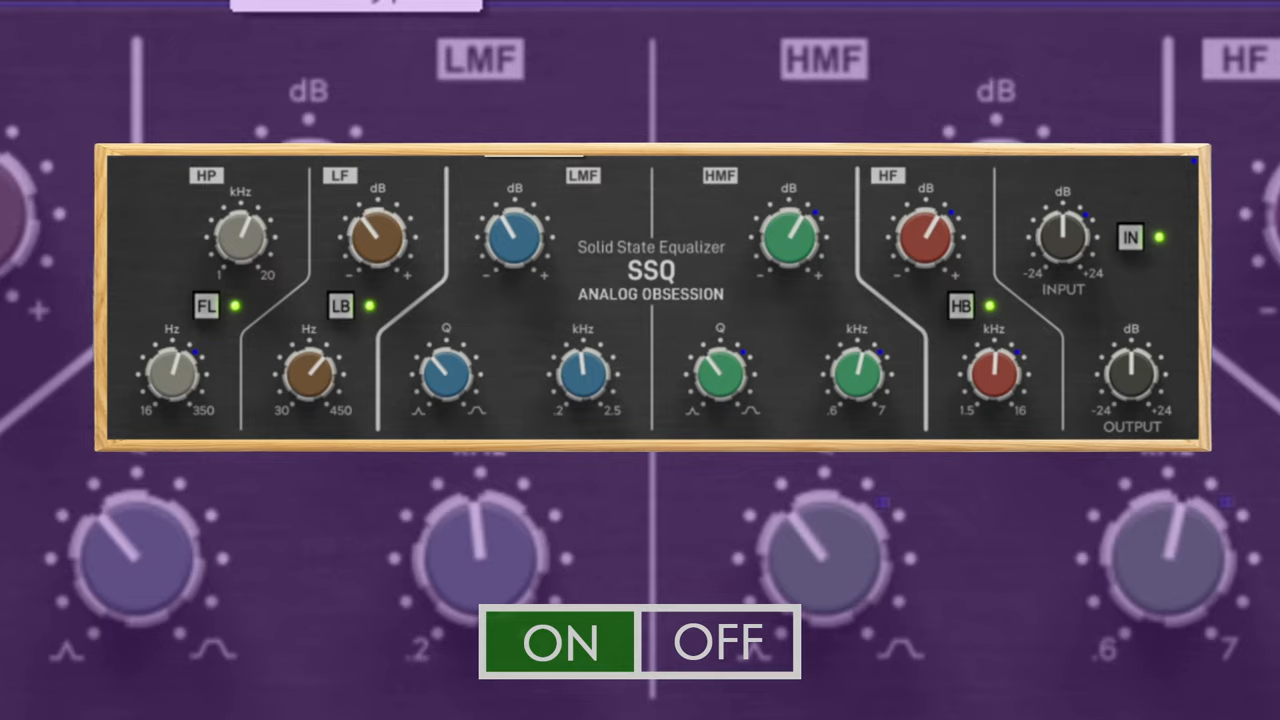 LMF HMF HF
dB dB
HP LF LMF HMF HF
kHz dB dB dB dB dB
IN
1 20 - + - + - + - + -24 +24
INPUT
Solid State Equalizer
SSQ
ANALOG OBSESSION
FL LB HB
Hz Hz Q kHz Q kHz kHz dB
16 350 30 450 .2 2.5 .6 7 1.5 16 -24 +24
OUTPUT
+
.2 .6 7
ON OFF